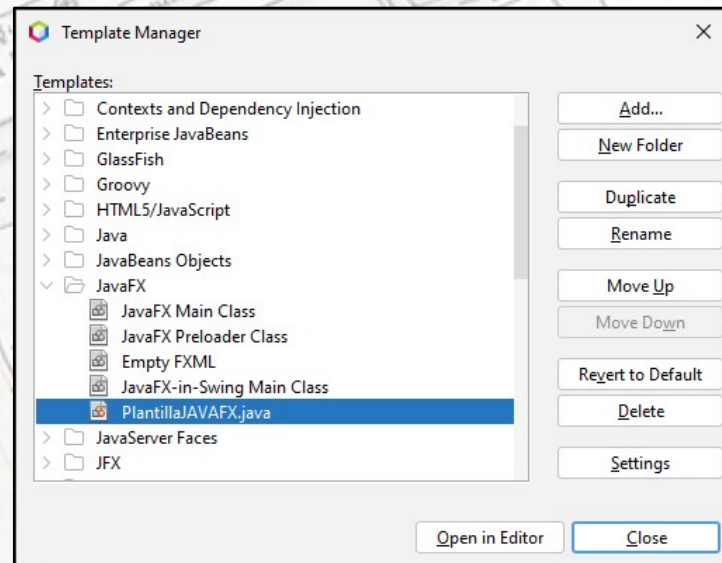 Template Manager
Templates:
Contexts and Dependency Injection
Enterprise JavaBeans
GlassFish
Groovy
HTML5/JavaScript
Java
JavaBeans Objects
JavaFX
JavaFX Main Class
JavaFX Preloader Class
Empty FXML
JavaFX-in-Swing Main Class
PlantillaJAVAFX.java
JavaServer Faces
JFX
Add...
New Folder
Duplicate
Rename
Move Up
Move Down
Revert to Default
Delete
Settings
Open in Editor
Close